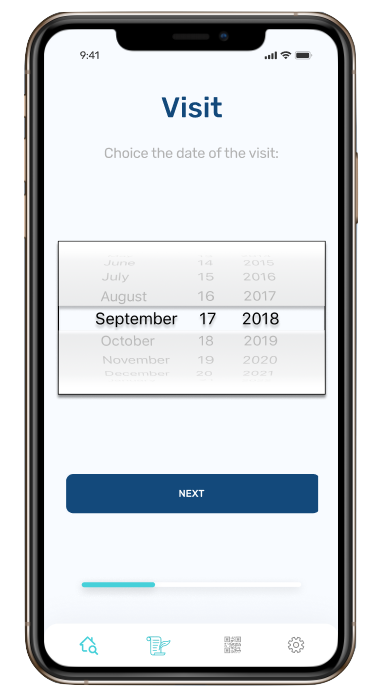 9:41
Visit
Choice the date of the visit:
June 14 2015
July 15 2016
August 16 2017
September 17 2018
October 18 2019
November 19 2020
December 20 2021
NEXT